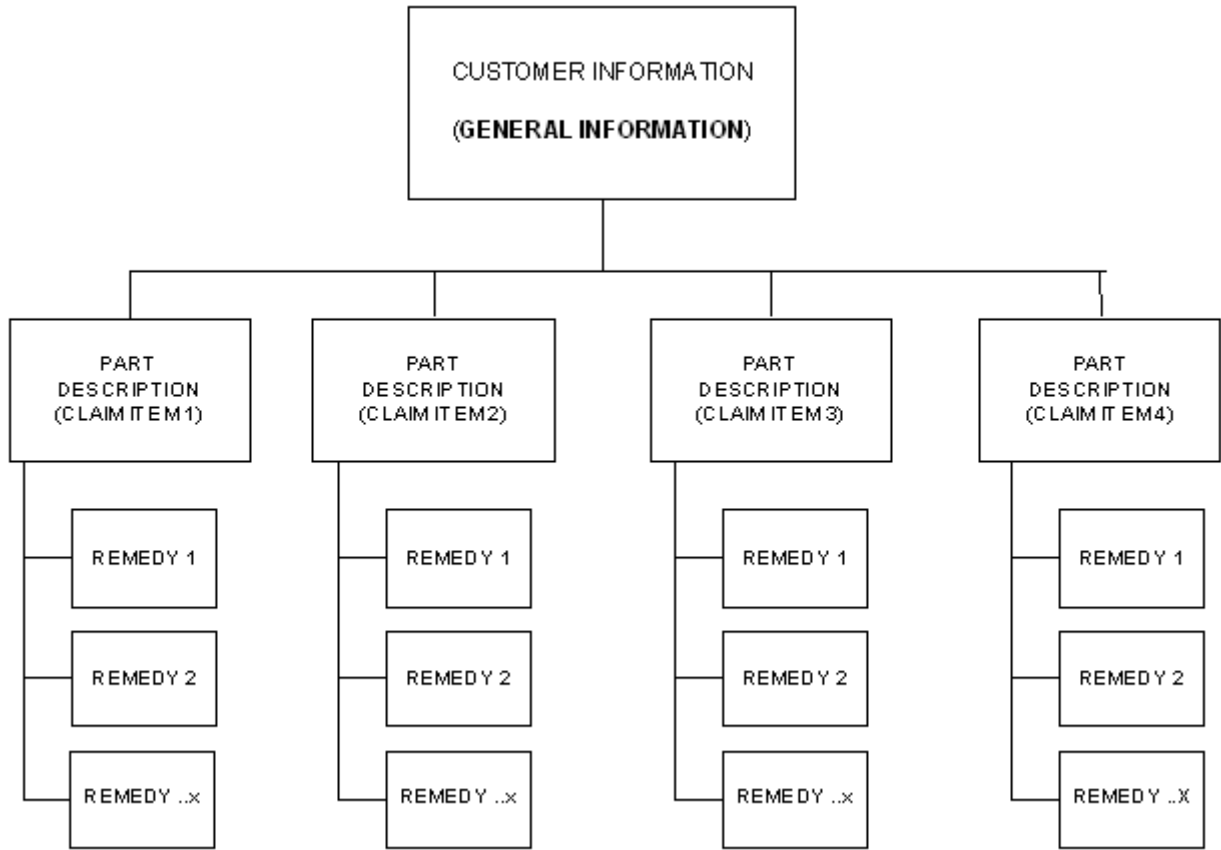 CUSTOMER INFORMATION
(GENERAL INFORMATION)
PART
DESCRIPTION
(CLAIM ITEM 1)
PART
DESCRIPTION
(CLAIM ITEM 2)
PART
DESCRIPTION
(CLAIM ITEM 3)
PART
DESCRIPTION
(CLAIM ITEM 4)
REMEDY 1
REMEDY 1
REMEDY 1
REMEDY 1
REMEDY 2
REMEDY 2
REMEDY 2
REMEDY 2
REMEDY ..x
REMEDY ..x
REMEDY ..x
REMEDY ..X